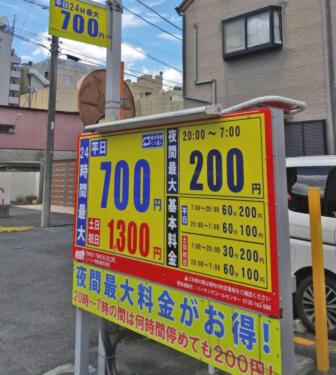 平日24H最大
700円
24時間最大
平日
700円
土日
祝日
1,300円
夜間最大
20:00~7:00
200円
基本料金
平日
7:00~20:00 60分200円
20:00~7:00 60分100円
土日祝日
7:00~20:00 30分200円
20:00~7:00 60分100円
夜間最大料金がお得!
20時~7時の間は何時間停めても200円!